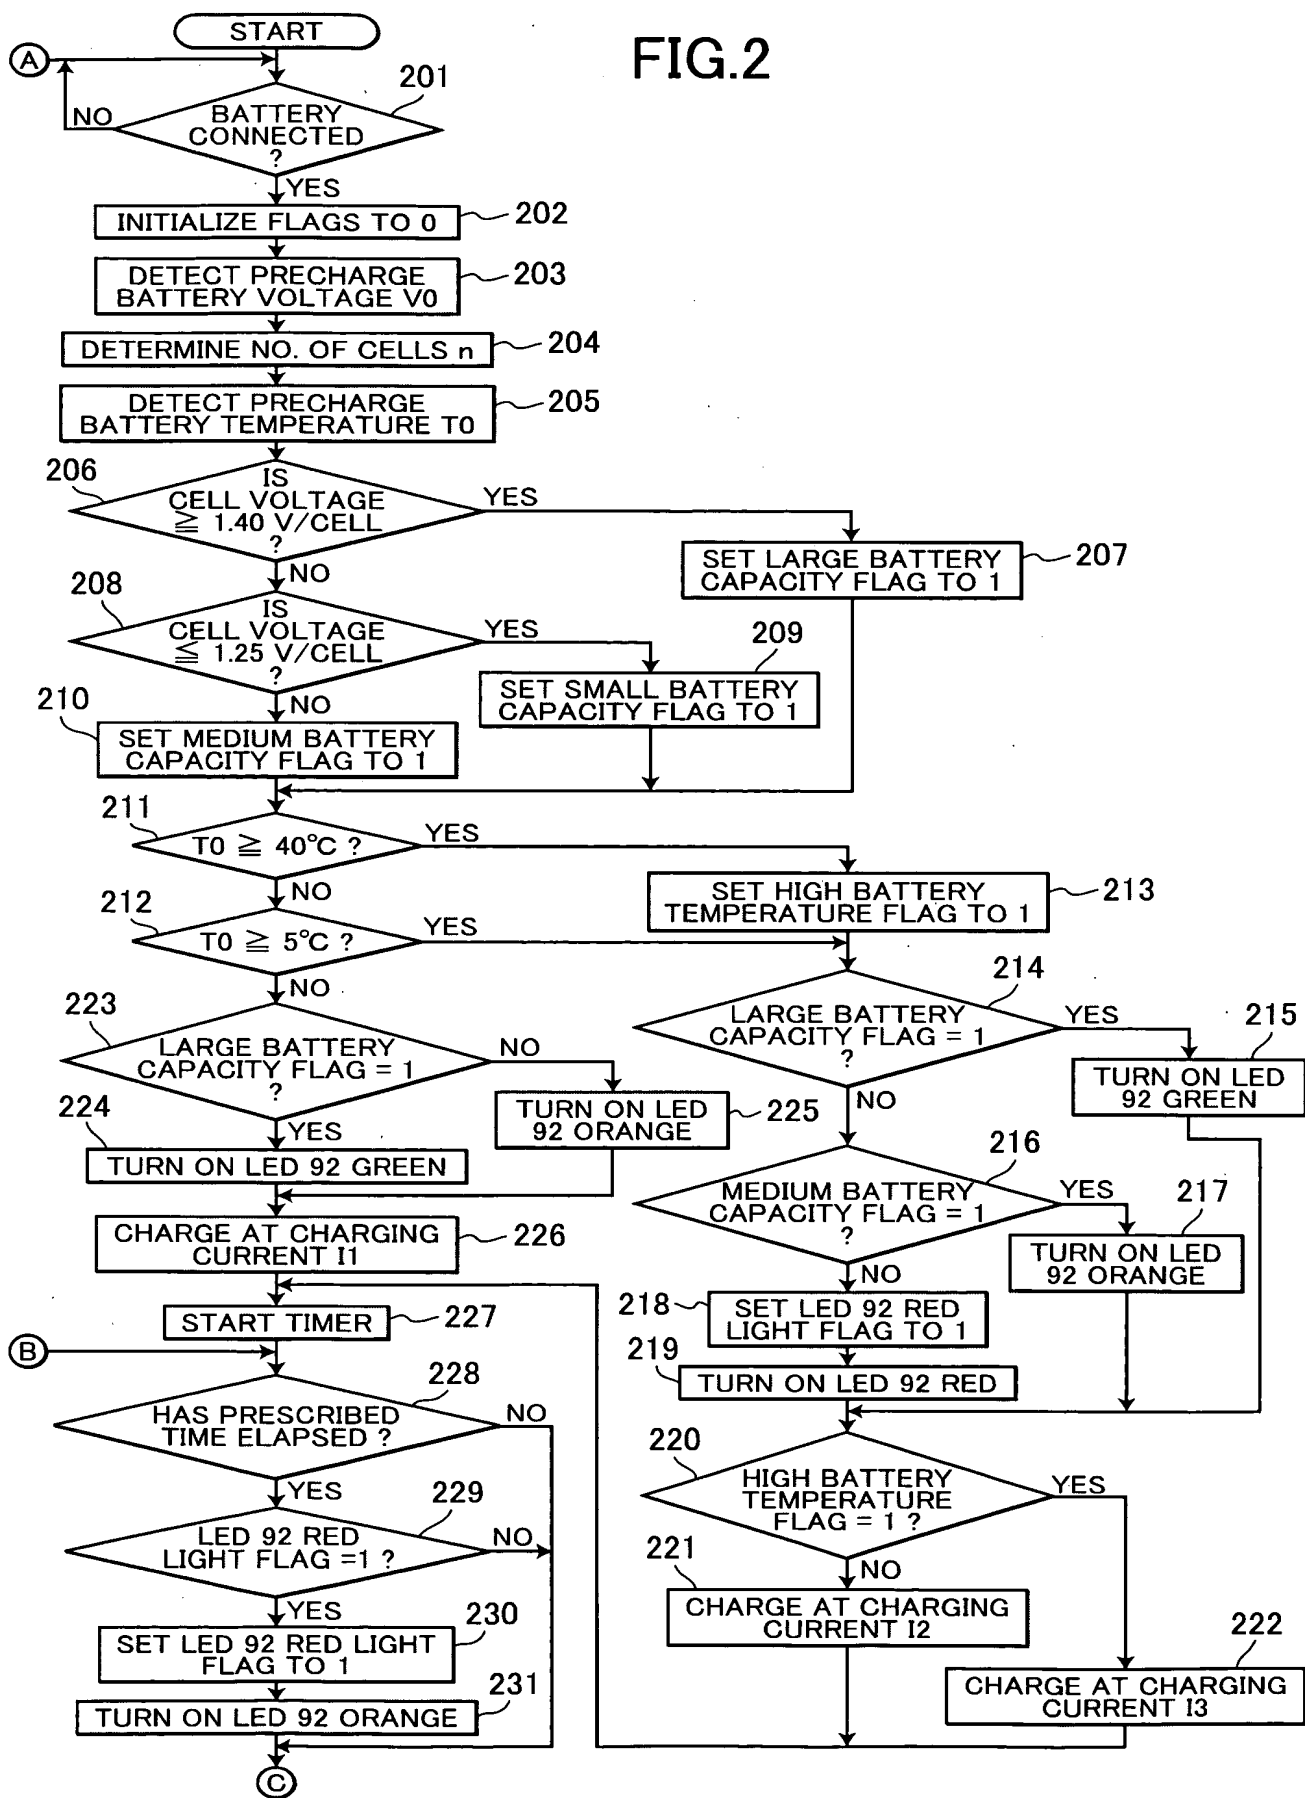 FIG.2
START
A
201
BATTERY
CONNECTED
?
NO
YES
INITIALIZE FLAGS TO 0
202
DETECT PRECHARGE
BATTERY VOLTAGE V0
203
DETERMINE NO. OF CELLS n
204
DETECT PRECHARGE
BATTERY TEMPERATURE T0
205
206
IS
CELL VOLTAGE
≧ 1.40 V/CELL
?
YES
NO
SET LARGE BATTERY
CAPACITY FLAG TO 1
207
208
IS
CELL VOLTAGE
≦ 1.25 V/CELL
?
YES
NO
209
SET SMALL BATTERY
CAPACITY FLAG TO 1
210
SET MEDIUM BATTERY
CAPACITY FLAG TO 1
211
T0 ≧ 40°C ?
YES
NO
212
T0 ≧ 5°C ?
YES
NO
SET HIGH BATTERY
TEMPERATURE FLAG TO 1
213
214
LARGE BATTERY
CAPACITY FLAG = 1
?
YES
NO
215
TURN ON LED
92 GREEN
216
MEDIUM BATTERY
CAPACITY FLAG = 1
?
YES
NO
217
TURN ON LED
92 ORANGE
218
SET LED 92 RED
LIGHT FLAG TO 1
219
TURN ON LED 92 RED
220
HIGH BATTERY
TEMPERATURE
FLAG = 1 ?
YES
NO
221
CHARGE AT CHARGING
CURRENT I2
222
CHARGE AT CHARGING
CURRENT I3
223
LARGE BATTERY
CAPACITY FLAG = 1
?
NO
YES
224
TURN ON LED 92 GREEN
TURN ON LED
92 ORANGE
225
CHARGE AT CHARGING
CURRENT I1
226
START TIMER
227
B
228
HAS PRESCRIBED
TIME ELAPSED ?
NO
YES
229
LED 92 RED
LIGHT FLAG =1 ?
NO
YES
230
SET LED 92 RED LIGHT
FLAG TO 1
231
TURN ON LED 92 ORANGE
C